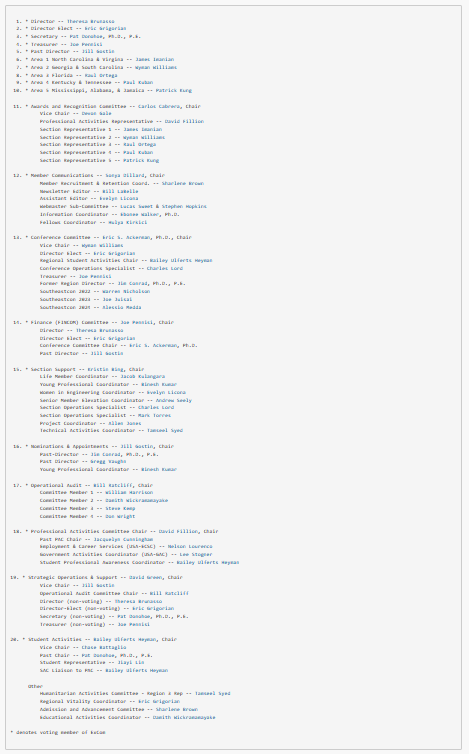 1. * Director -- Theresa Brunasso
2. * Director Elect -- Eric Grigorian
3. * Secretary -- Pat Donohoe, Ph.D., P.E.
4. * Treasurer -- Joe Pennisi
5. * Past Director -- Jill Gostin
6. * Area 1 North Carolina & Virginia -- James Imanian
7. * Area 2 Georgia & South Carolina -- Wyman Williams
8. * Area 3 Florida -- Raul Ortega
9. * Area 4 Kentucky & Tennessee -- Paul Kuban
10. * Area 5 Mississippi, Alabama, & Jamaica -- Patrick Kung
11. * Awards and Recognition Committee -- Carlos Cabrera, Chair
Vice Chair -- Devon Gale
Professional Activities Representative -- David Fillion
Section Representative 1 -- James Imanian
Section Representative 2 -- Wyman Williams
Section Representative 3 -- Raul Ortega
Section Representative 4 -- Paul Kuban
Section Representative 5 -- Patrick Kung
12. * Member Communications -- Sonya Dillard, Chair
Member Recruitment & Retention Coord. -- Sharlene Brown
Newsletter Editor -- Bill LaBelle
Assistant Editor -- Evelyn Licona
Webmaster Sub-Committee -- Lucas Sweet & Stephen Hopkins
Information Coordinator -- Ebonee Walker, Ph.D.
Fellows Coordinator -- Hulya Kirkici
13. * Conference Committee -- Eric S. Ackerman, Ph.D., Chair
Vice Chair -- Wyman Williams
Director Elect -- Eric Grigorian
Regional Student Activities Chair -- Bailey Ulferts Heyman
Conference Operations Specialist -- Charles Lord
Treasurer -- Joe Pennisi
Former Region Director -- Jim Conrad, Ph.D., P.E.
SoutheastCon 2022 -- Warren Nicholson
SoutheastCon 2023 -- Joe Juisai
SoutheastCon 2024 -- Alessio Medda
14. * Finance (FINCOM) Committee -- Joe Pennisi, Chair
Director -- Theresa Brunasso
Director Elect -- Eric Grigorian
Conference Committee Chair -- Eric S. Ackerman, Ph.D.
Past Director -- Jill Gostin
15. * Section Support -- Kristin Bing, Chair
Life Member Coordinator -- Jacob Kulangara
Young Professional Coordinator -- Binesh Kumar
Women in Engineering Coordinator -- Evelyn Licona
Senior Member Elevation Coordinator -- Andrew Seely
Section Operations Specialist -- Charles Lord
Section Operations Specialist -- Mark Torres
Project Coordinator -- Allen Jones
Technical Activities Coordinator -- Tamseel Syed
16. * Nominations & Appointments -- Jill Gostin, Chair
Past-Director -- Jim Conrad, Ph.D., P.E.
Past Director -- Gregg Vaughn
Young Professional Coordinator -- Binesh Kumar
17. * Operational Audit -- Bill Ratcliff, Chair
Committee Member 1 -- William Harrison
Committee Member 2 -- Damith Wickramanayake
Committee Member 3 -- Steve Kemp
Committee Member 4 -- Dan Wright
18. * Professional Activities Committee Chair -- David Fillion, Chair
Past PAC Chair -- Jacquelyn Cunningham
Employment & Career Services (USA-ECSC) -- Nelson Lourenco
Government Activities Coordinator (USA-GAC) -- Lee Stogner
Student Professional Awareness Coordinator -- Bailey Ulferts Heyman
19. * Strategic Operations & Support -- David Green, Chair
Vice Chair -- Jill Gostin
Operational Audit Committee Chair -- Bill Ratcliff
Director (non-voting) -- Theresa Brunasso
Director-Elect (non-voting) -- Eric Grigorian
Secretary (non-voting) -- Pat Donohoe, Ph.D., P.E.
Treasurer (non-voting) -- Joe Pennisi
20. * Student Activities -- Bailey Ulferts Heyman, Chair
Vice Chair -- Chase Battaglio
Past Chair -- Pat Donohoe, Ph.D., P.E.
Student Representative -- Jiayi Lin
SAC Liaison to PAC -- Bailey Ulferts Heyman
Other
Humanitarian Activities Committee - Region 3 Rep -- Tamseel Syed
Regional Vitality Coordinator -- Eric Grigorian
Admission and Advancement Committee -- Sharlene Brown
Educational Activities Coordinator -- Damith Wickramanayake
* denotes voting member of ExCom